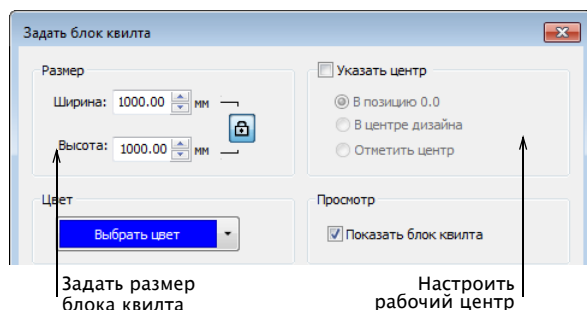 Задать блок квилта
Размер
Указать центр
Ширина: 1000.00 мм
В позицию 0.0
В центре дизайна
Высота: 1000.00 мм
Отметить центр
Цвет
Просмотр
Выбрать цвет
Показать блок квилта
Задать размер
блока квилта
Настроить
рабочий центр